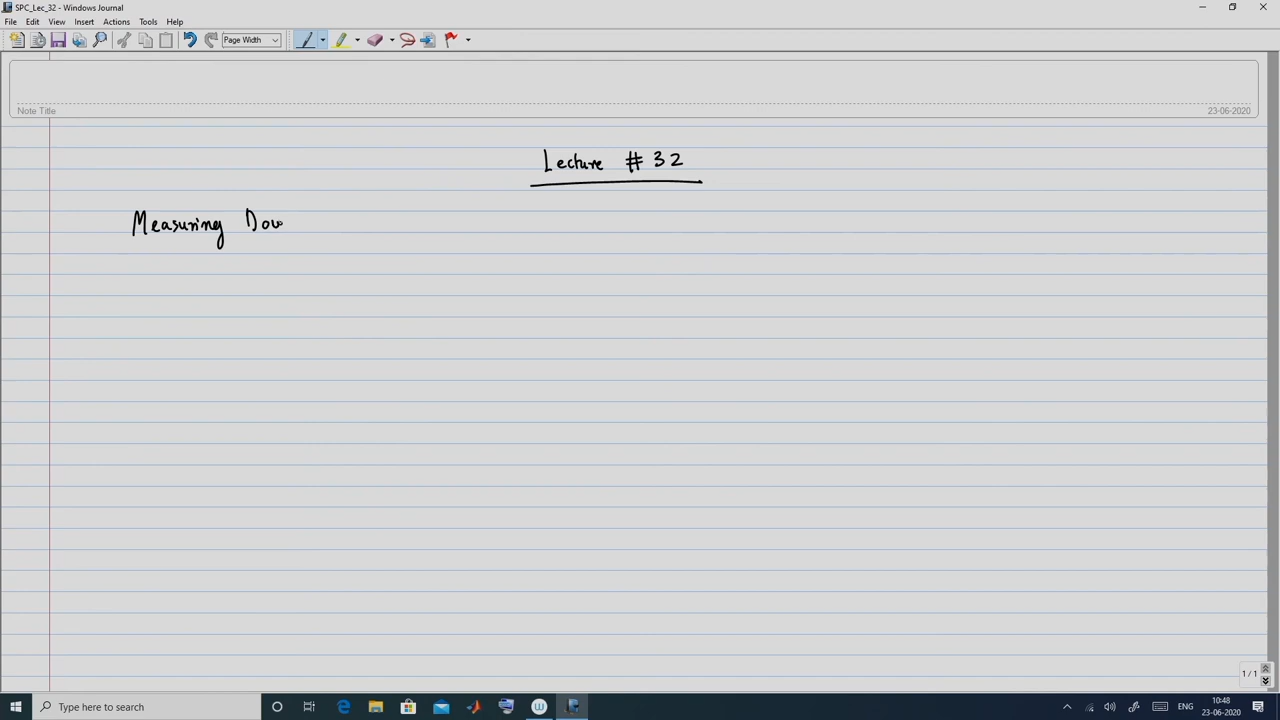 SPC_Lec_32 - Windows Journal
File Edit View Insert Actions Tools Help
Page Width
Note Title
23-06-2020
Lecture # 32
Measuring Dov
1 / 1
Type here to search
ENG
10:48
23-06-2020